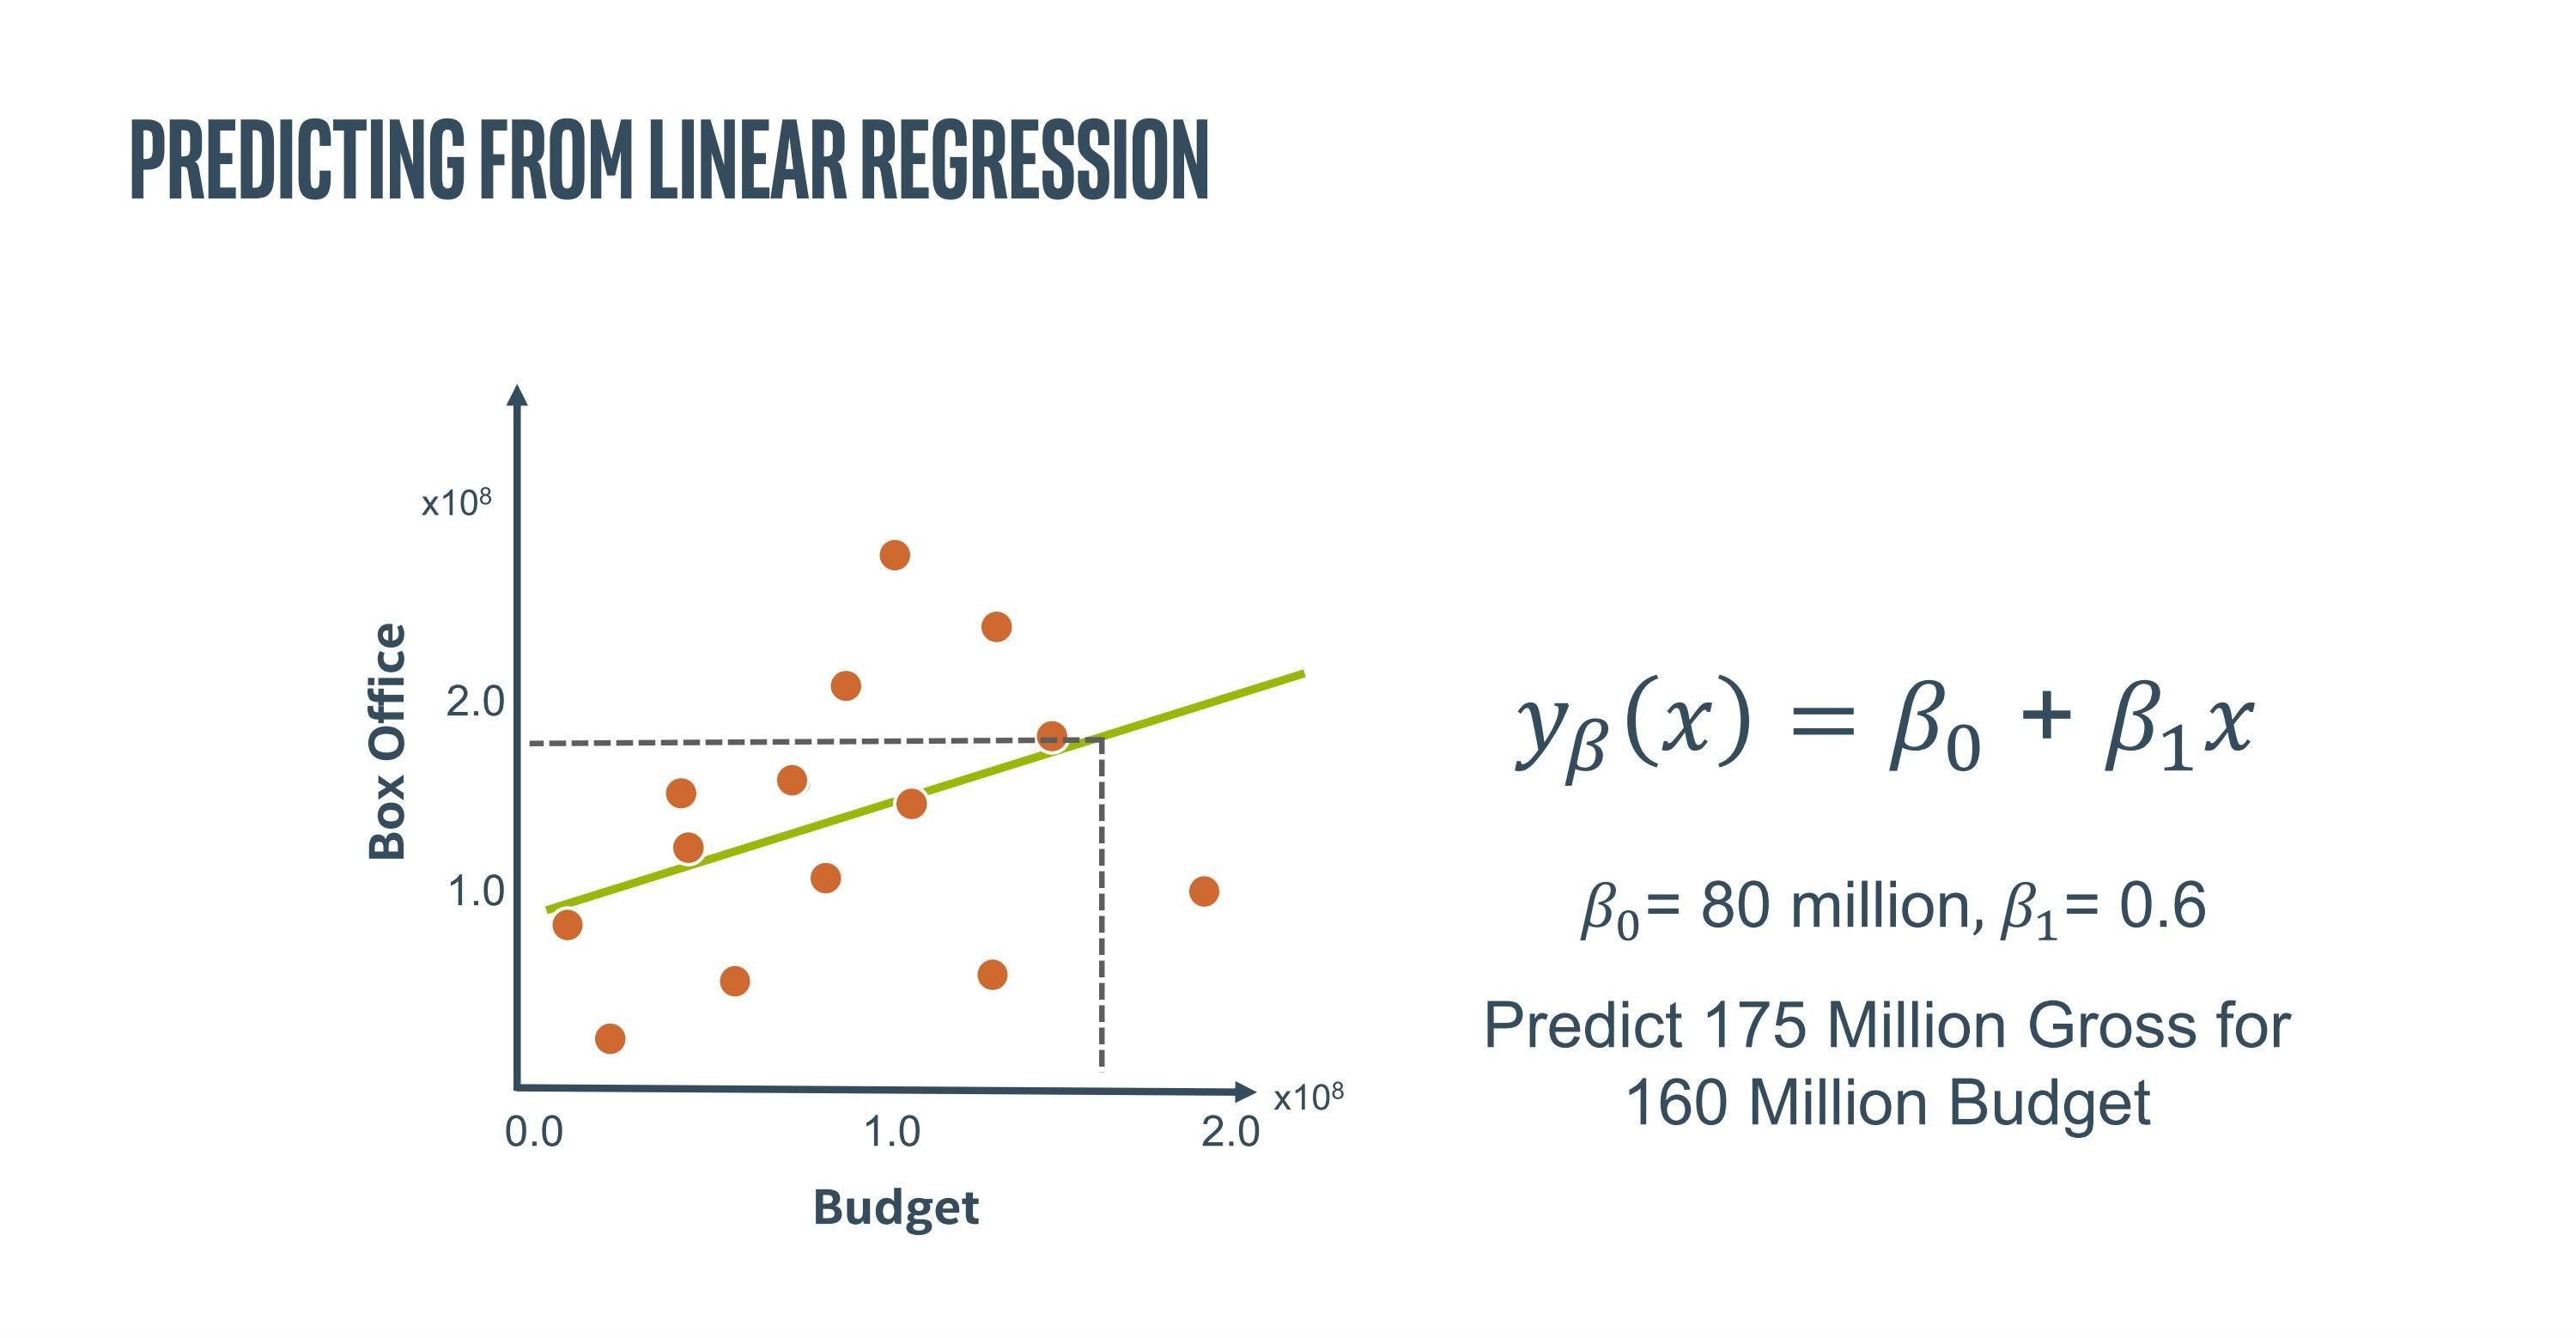 PREDICTING FROM LINEAR REGRESSION
x10⁸
Box Office
2.0
1.0
0.0 1.0 2.0 x10⁸
Budget
y_β(x) = β₀ + β₁x
β₀= 80 million, β₁= 0.6
Predict 175 Million Gross for
160 Million Budget